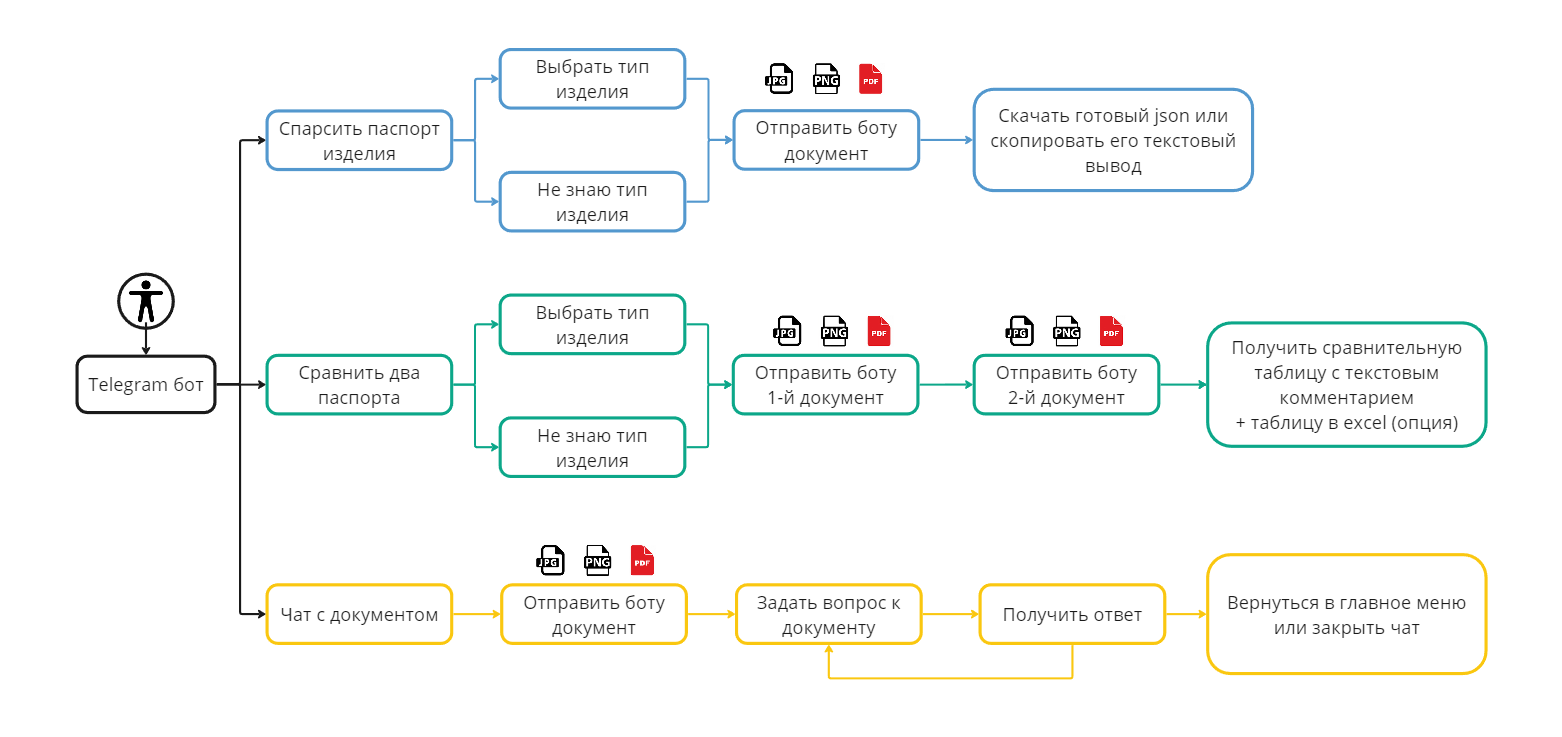 Telegram бот
Спарсить паспорт
изделия
Выбрать тип
изделия
Не знаю тип
изделия
JPG
PNG
PDF
Отправить боту
документ
Скачать готовый json или
скопировать его текстовый
вывод
Сравнить два
паспорта
Выбрать тип
изделия
Не знаю тип
изделия
JPG
PNG
PDF
Отправить боту
1-й документ
JPG
PNG
PDF
Отправить боту
2-й документ
Получить сравнительную
таблицу с текстовым
комментарием
+ таблицу в excel (опция)
Чат с документом
JPG
PNG
PDF
Отправить боту
документ
Задать вопрос к
документу
Получить ответ
Вернуться в главное меню
или закрыть чат